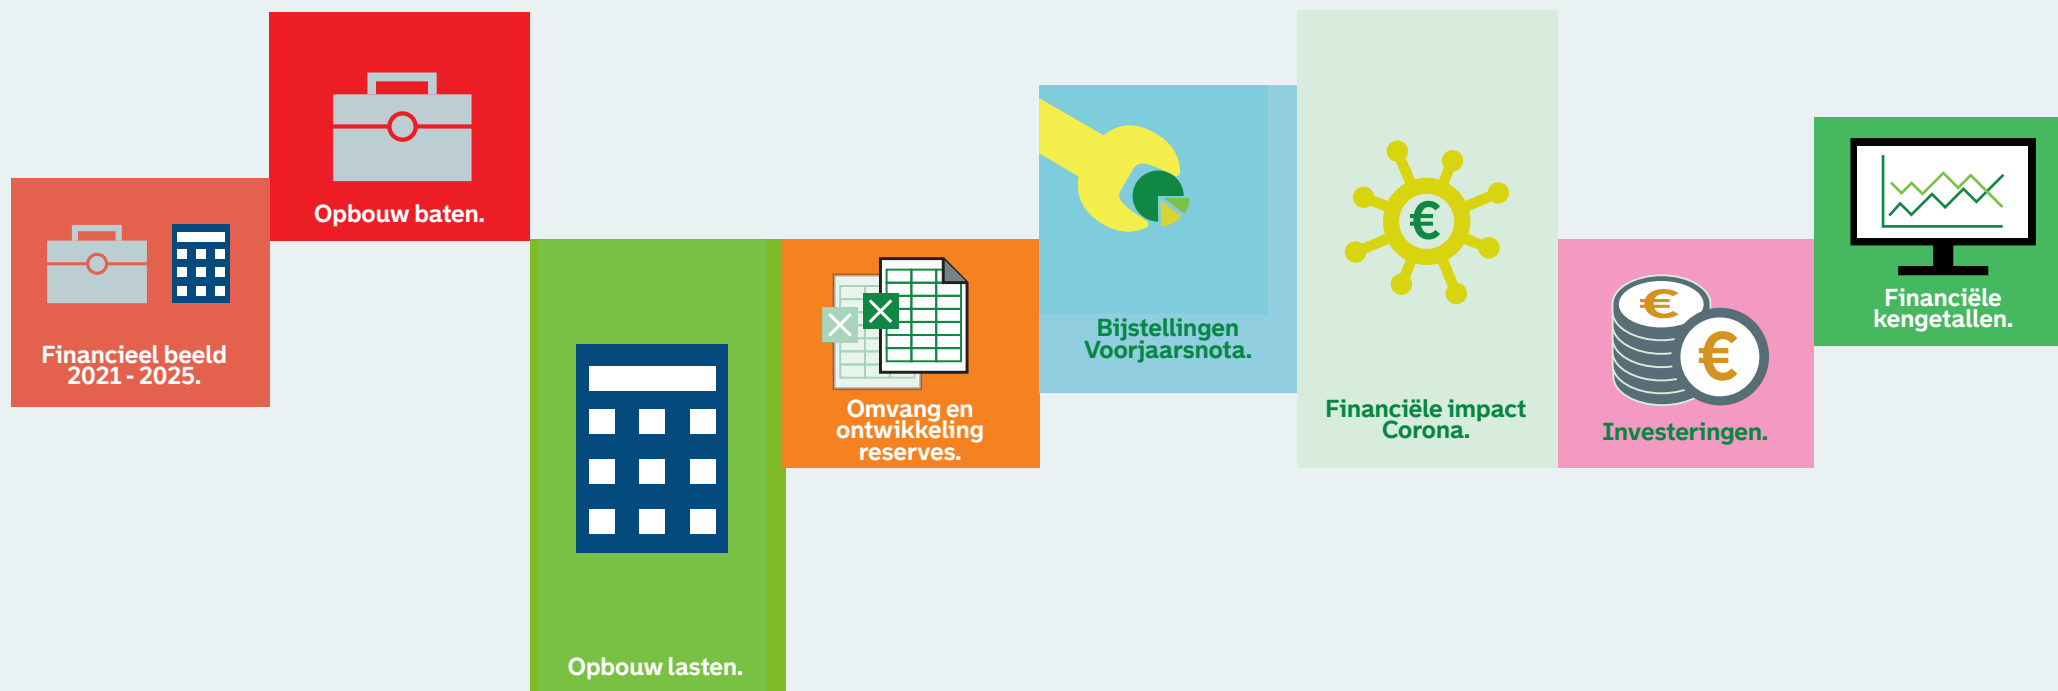 Financieel beeld
2021 - 2025.
Opbouw baten.
Opbouw lasten.
Omvang en
ontwikkeling
reserves.
Bijstellingen
Voorjaarsnota.
€
Financiële impact
Corona.
€
€
Investeringen.
Financiële
kengetallen.